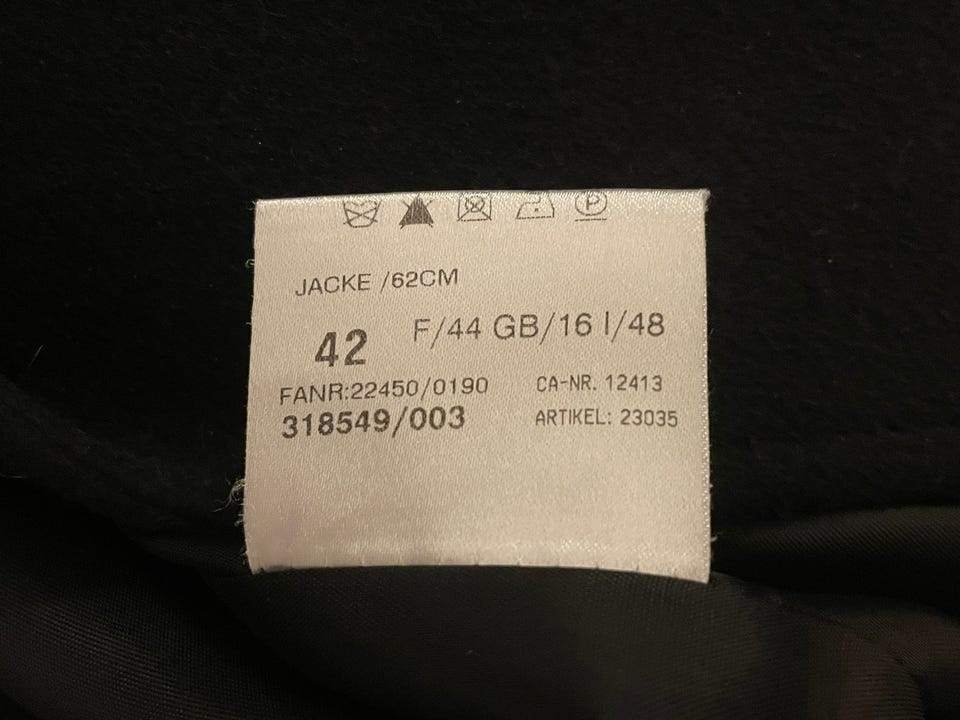 P
JACKE /62CM
42 F/44 GB/16 I/48
FANR:22450/0190 CA-NR. 12413
318549/003 ARTIKEL: 23035